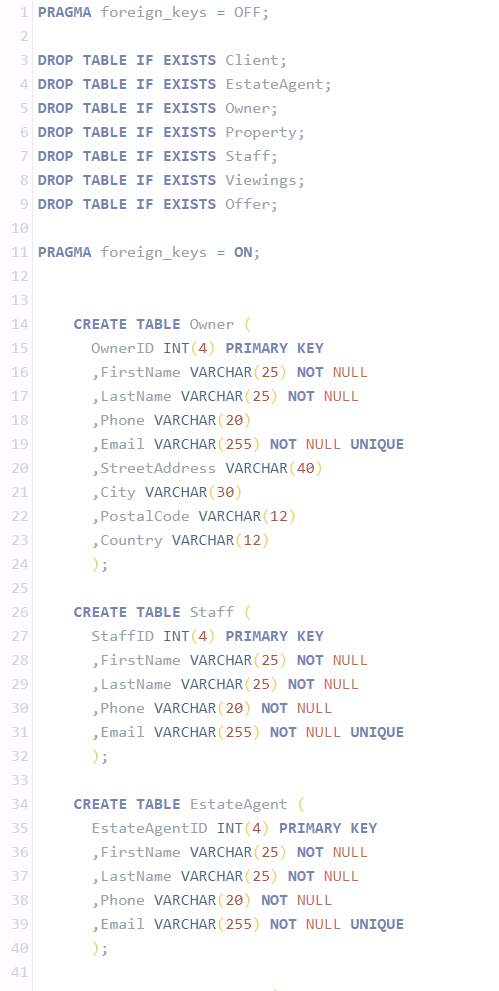 1 PRAGMA foreign_keys = OFF;
2
3 DROP TABLE IF EXISTS Client;
4 DROP TABLE IF EXISTS EstateAgent;
5 DROP TABLE IF EXISTS Owner;
6 DROP TABLE IF EXISTS Property;
7 DROP TABLE IF EXISTS Staff;
8 DROP TABLE IF EXISTS Viewings;
9 DROP TABLE IF EXISTS Offer;
10
11 PRAGMA foreign_keys = ON;
12
13
14 CREATE TABLE Owner (
15 OwnerID INT(4) PRIMARY KEY
16 ,FirstName VARCHAR(25) NOT NULL
17 ,LastName VARCHAR(25) NOT NULL
18 ,Phone VARCHAR(20)
19 ,Email VARCHAR(255) NOT NULL UNIQUE
20 ,StreetAddress VARCHAR(40)
21 ,City VARCHAR(30)
22 ,PostalCode VARCHAR(12)
23 ,Country VARCHAR(12)
24 );
25
26 CREATE TABLE Staff (
27 StaffID INT(4) PRIMARY KEY
28 ,FirstName VARCHAR(25) NOT NULL
29 ,LastName VARCHAR(25) NOT NULL
30 ,Phone VARCHAR(20) NOT NULL
31 ,Email VARCHAR(255) NOT NULL UNIQUE
32 );
33
34 CREATE TABLE EstateAgent (
35 EstateAgentID INT(4) PRIMARY KEY
36 ,FirstName VARCHAR(25) NOT NULL
37 ,LastName VARCHAR(25) NOT NULL
38 ,Phone VARCHAR(20) NOT NULL
39 ,Email VARCHAR(255) NOT NULL UNIQUE
40 );
41